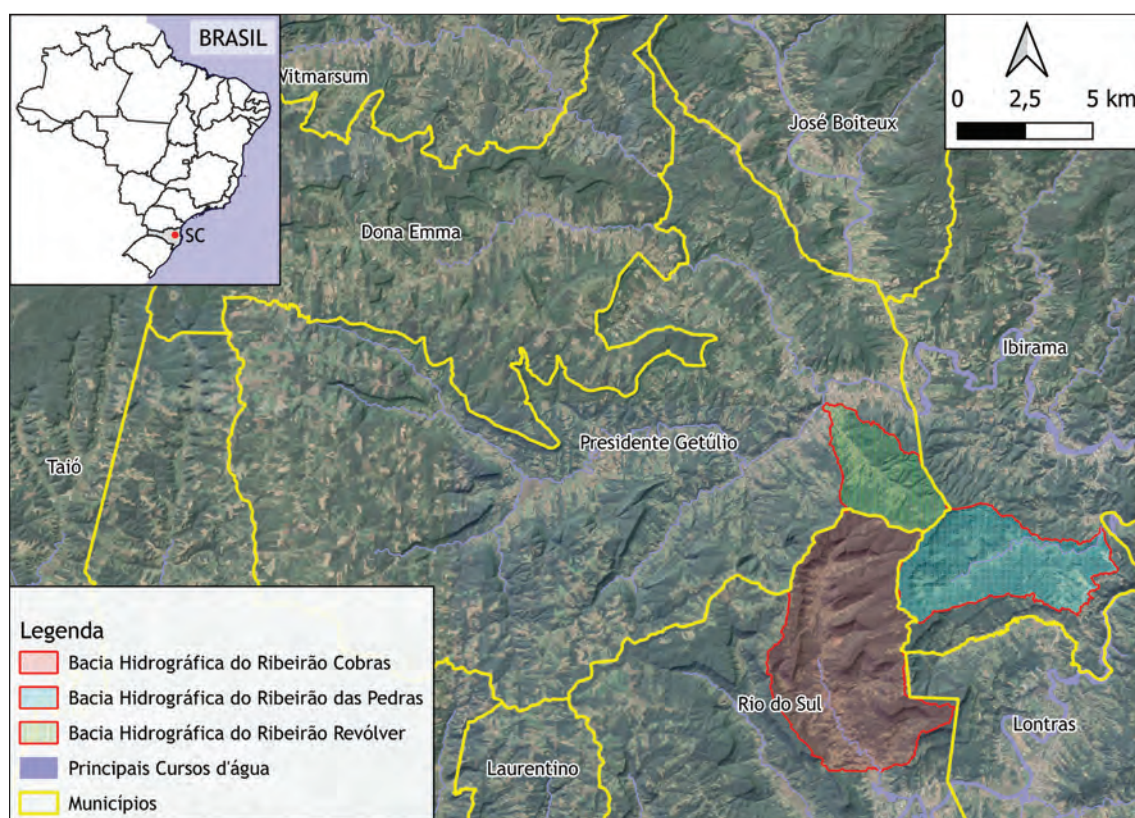 BRASIL
SC
Vitmarsum
José Boiteux
0 2,5 5 km
Dona Emma
Ibirama
Presidente Getúlio
Taió
Rio do Sul
Lontras
Laurentino
Legenda
Bacia Hidrográfica do Ribeirão Cobras
Bacia Hidrográfica do Ribeirão das Pedras
Bacia Hidrográfica do Ribeirão Revólver
Principais Cursos d'água
Municípios